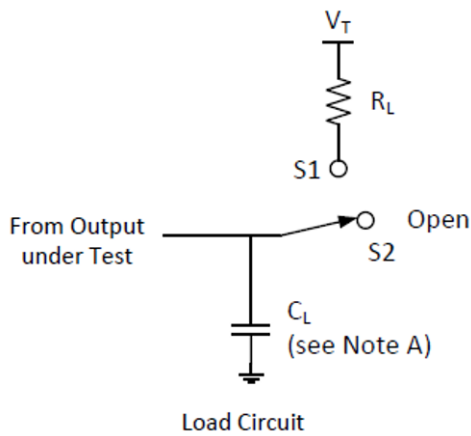 V_T
R_L
S1
From Output
under Test
Open
S2
C_L
(see Note A)
Load Circuit